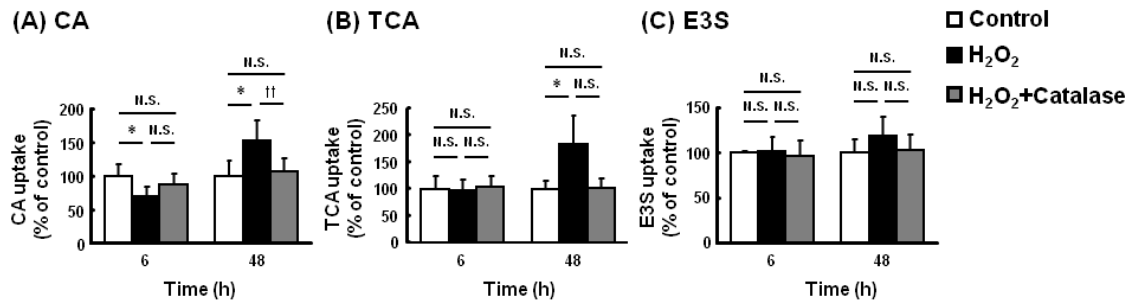 (A) CA
(B) TCA
(C) E3S
Control
H₂O₂
H₂O₂+Catalase
N.S.
*
††
N.S.
*
N.S.
CA uptake
(% of control)
200
150
100
50
0
6
48
Time (h)
N.S.
*
N.S.
N.S.
N.S.
N.S.
TCA uptake
(% of control)
250
200
150
100
50
0
6
48
Time (h)
N.S.
N.S.
N.S.
N.S.
N.S.
N.S.
E3S uptake
(% of control)
150
100
50
0
6
48
Time (h)